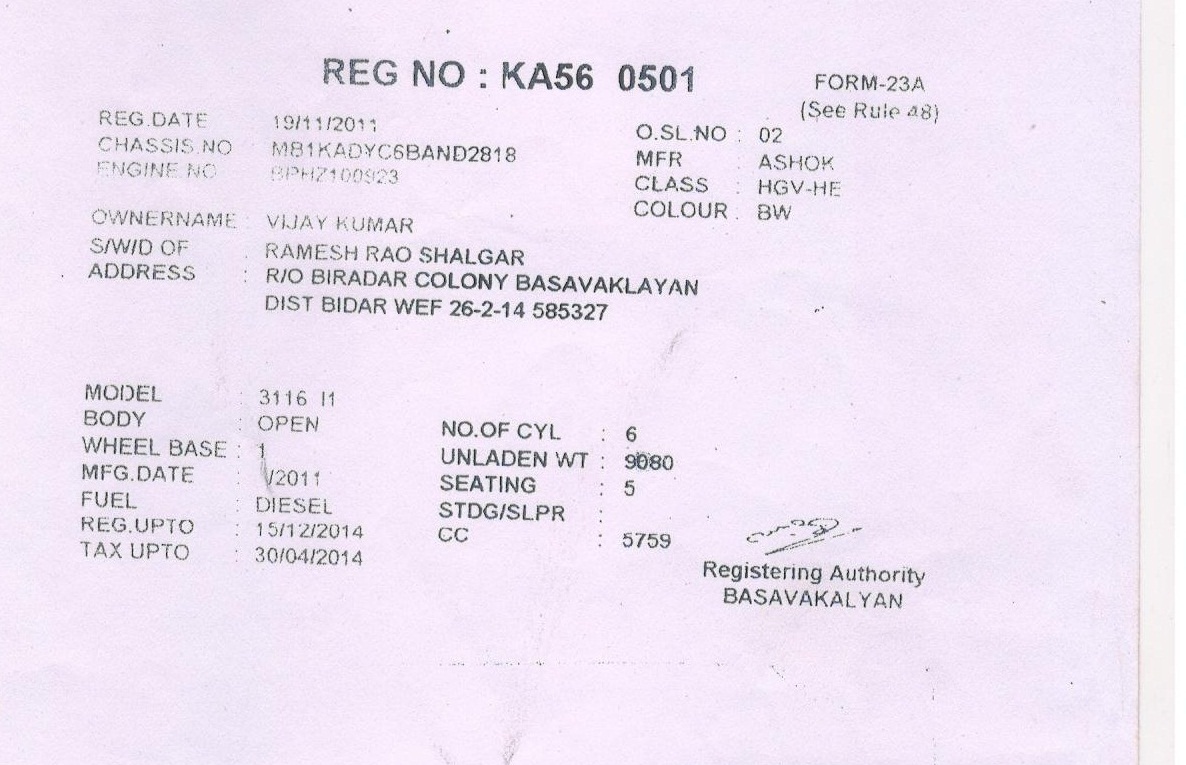 REG NO : KA56 0501
FORM-23A
(See Rule 48)
REG.DATE 19/11/2011
CHASSIS.NO MB1KADYC6BAND2818
ENGINE NO BPHZ100923
O.SL.NO : 02
MFR : ASHOK
CLASS : HGV-HE
COLOUR : BW
OWNERNAME : VIJAY KUMAR
S/W/D OF : RAMESH RAO SHALGAR
ADDRESS : R/O BIRADAR COLONY BASAVAKLAYAN
DIST BIDAR WEF 26-2-14 585327
MODEL : 3116 I1
BODY : OPEN
WHEEL BASE : 1
MFG.DATE : /2011
FUEL : DIESEL
REG.UPTO : 15/12/2014
TAX UPTO : 30/04/2014
NO.OF CYL : 6
UNLADEN WT : 9080
SEATING : 5
STDG/SLPR :
CC : 5759
Registering Authority
BASAVAKALYAN